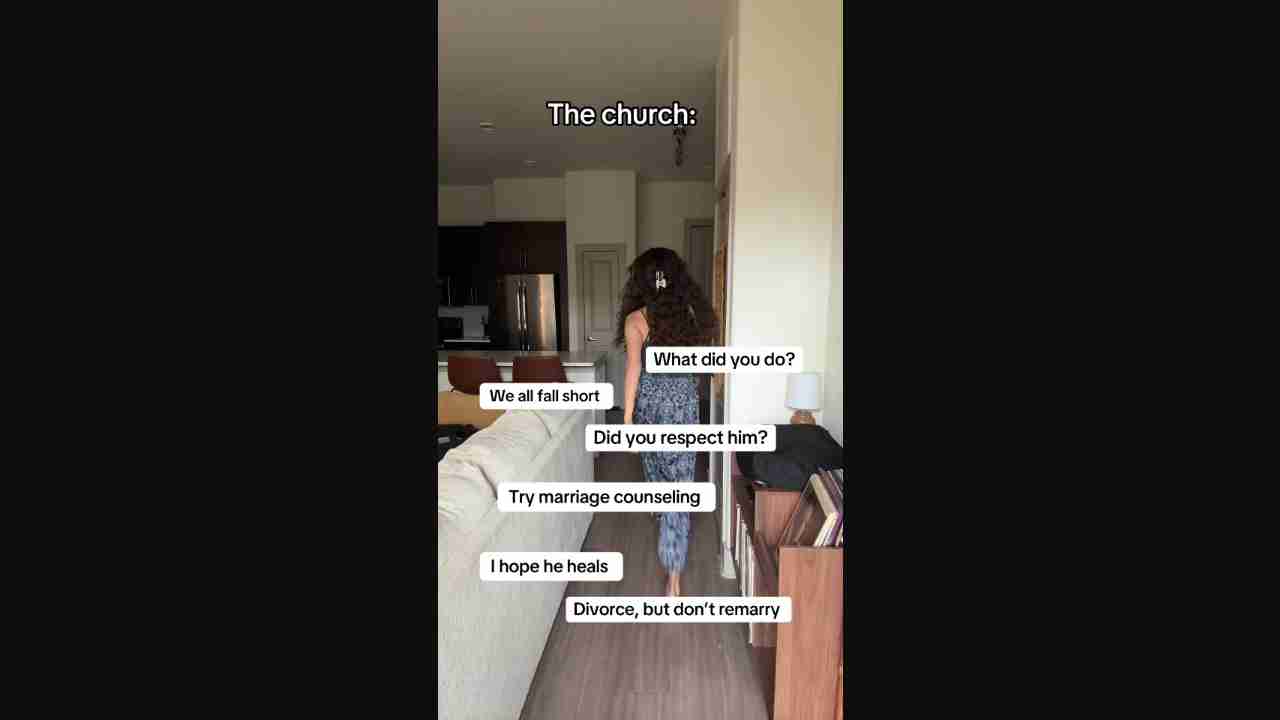 The church:
What did you do?
We all fall short
Did you respect him?
Try marriage counseling
I hope he heals
Divorce, but don’t remarry